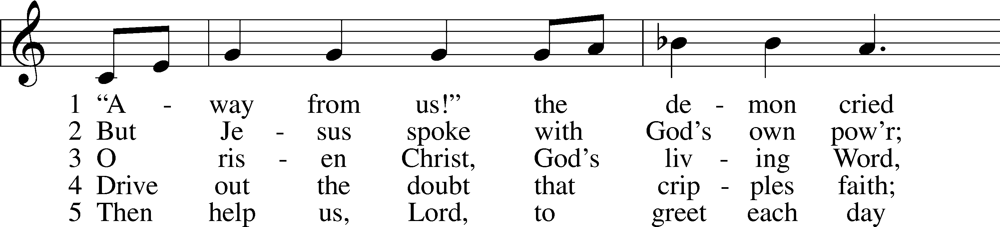 1 “A - way from us!” the de - mon cried
2 But Je - sus spoke with God’s own pow’r;
3 O ris - en Christ, God’s liv - ing Word,
4 Drive out the doubt that crip - ples faith;
5 Then help us, Lord, to greet each day